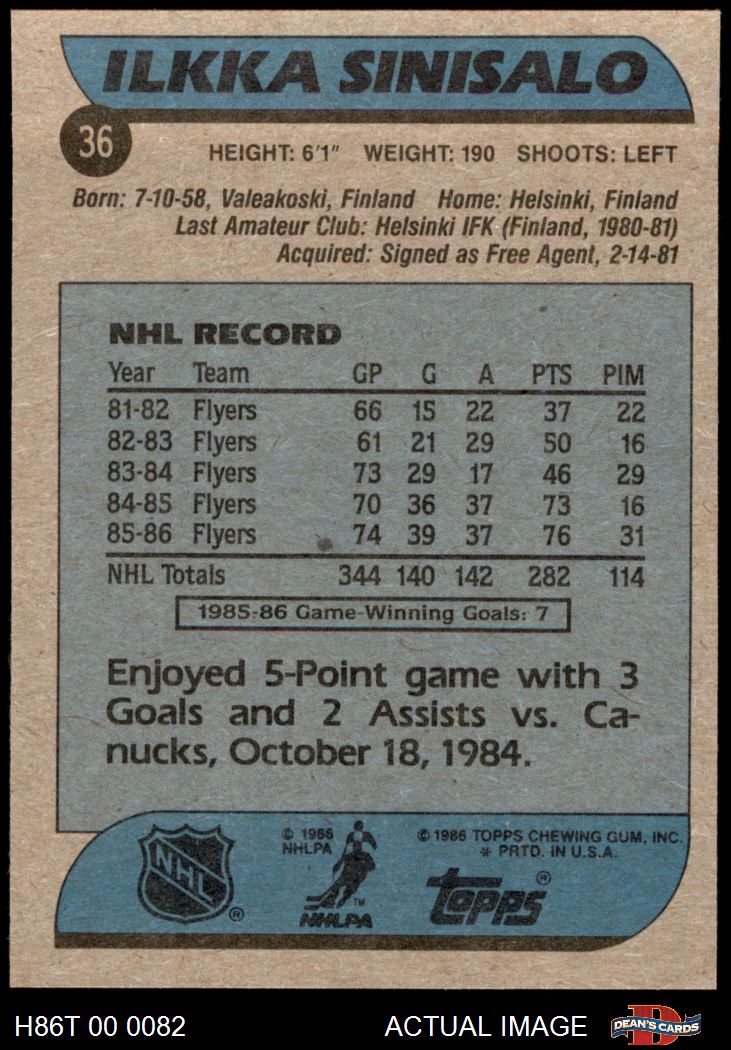 ILKKA SINISALO
36
HEIGHT: 6'1" WEIGHT: 190 SHOOTS: LEFT
Born: 7-10-58, Valeakoski, Finland Home: Helsinki, Finland
Last Amateur Club: Helsinki IFK (Finland, 1980-81)
Acquired: Signed as Free Agent, 2-14-81
NHL RECORD
Year Team GP G A PTS PIM
81-82 Flyers 66 15 22 37 22
82-83 Flyers 61 21 29 50 16
83-84 Flyers 73 29 17 46 29
84-85 Flyers 70 36 37 73 16
85-86 Flyers 74 39 37 76 31
NHL Totals 344 140 142 282 114
1985-86 Game-Winning Goals: 7
Enjoyed 5-Point game with 3
Goals and 2 Assists vs. Ca-
nucks, October 18, 1984.
© 1986
NHLPA
© 1986 TOPPS CHEWING GUM, INC.
* PRTD. IN U.S.A.
NHL ®
TM
NHLPA
topps ®
H86T 00 0082 ACTUAL IMAGE
D
DEAN'S CARDS